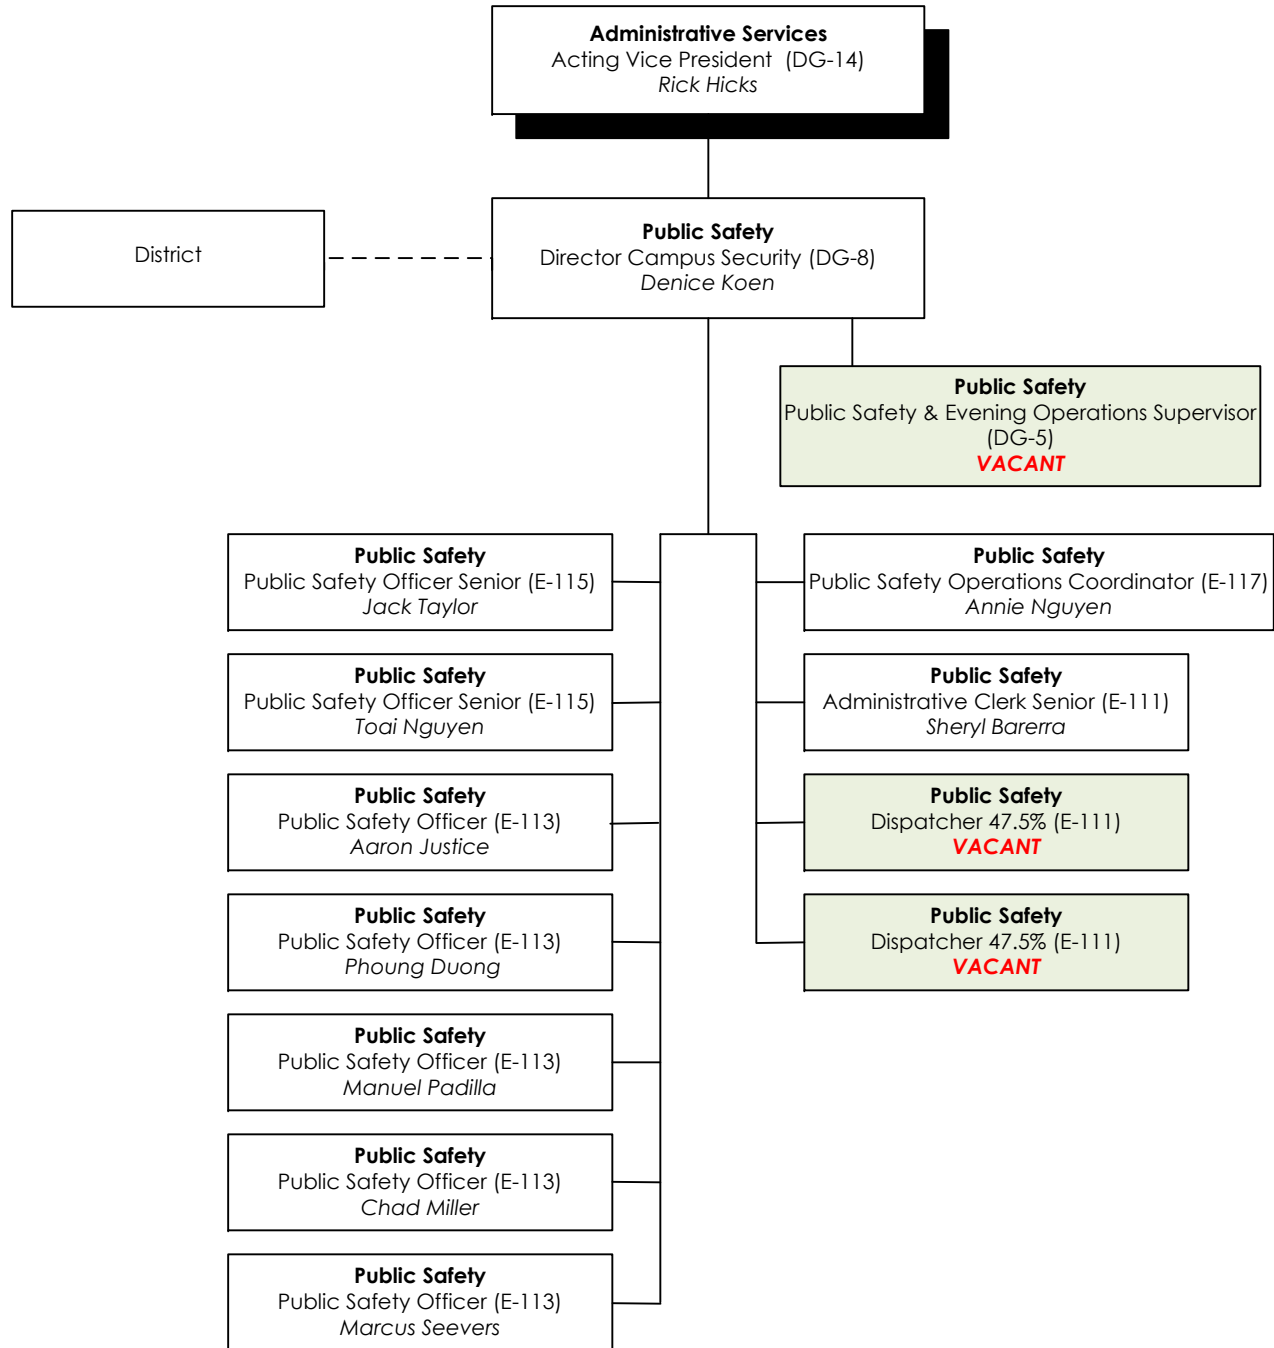 Administrative Services
Acting Vice President (DG-14)
Rick Hicks
District
Public Safety
Director Campus Security (DG-8)
Denice Koen
Public Safety
Public Safety & Evening Operations Supervisor
(DG-5)
VACANT
Public Safety
Public Safety Officer Senior (E-115)
Jack Taylor
Public Safety
Public Safety Officer Senior (E-115)
Toai Nguyen
Public Safety
Public Safety Officer (E-113)
Aaron Justice
Public Safety
Public Safety Officer (E-113)
Phoung Duong
Public Safety
Public Safety Officer (E-113)
Manuel Padilla
Public Safety
Public Safety Officer (E-113)
Chad Miller
Public Safety
Public Safety Officer (E-113)
Marcus Seevers
Public Safety
Public Safety Operations Coordinator (E-117)
Annie Nguyen
Public Safety
Administrative Clerk Senior (E-111)
Sheryl Barerra
Public Safety
Dispatcher 47.5% (E-111)
VACANT
Public Safety
Dispatcher 47.5% (E-111)
VACANT